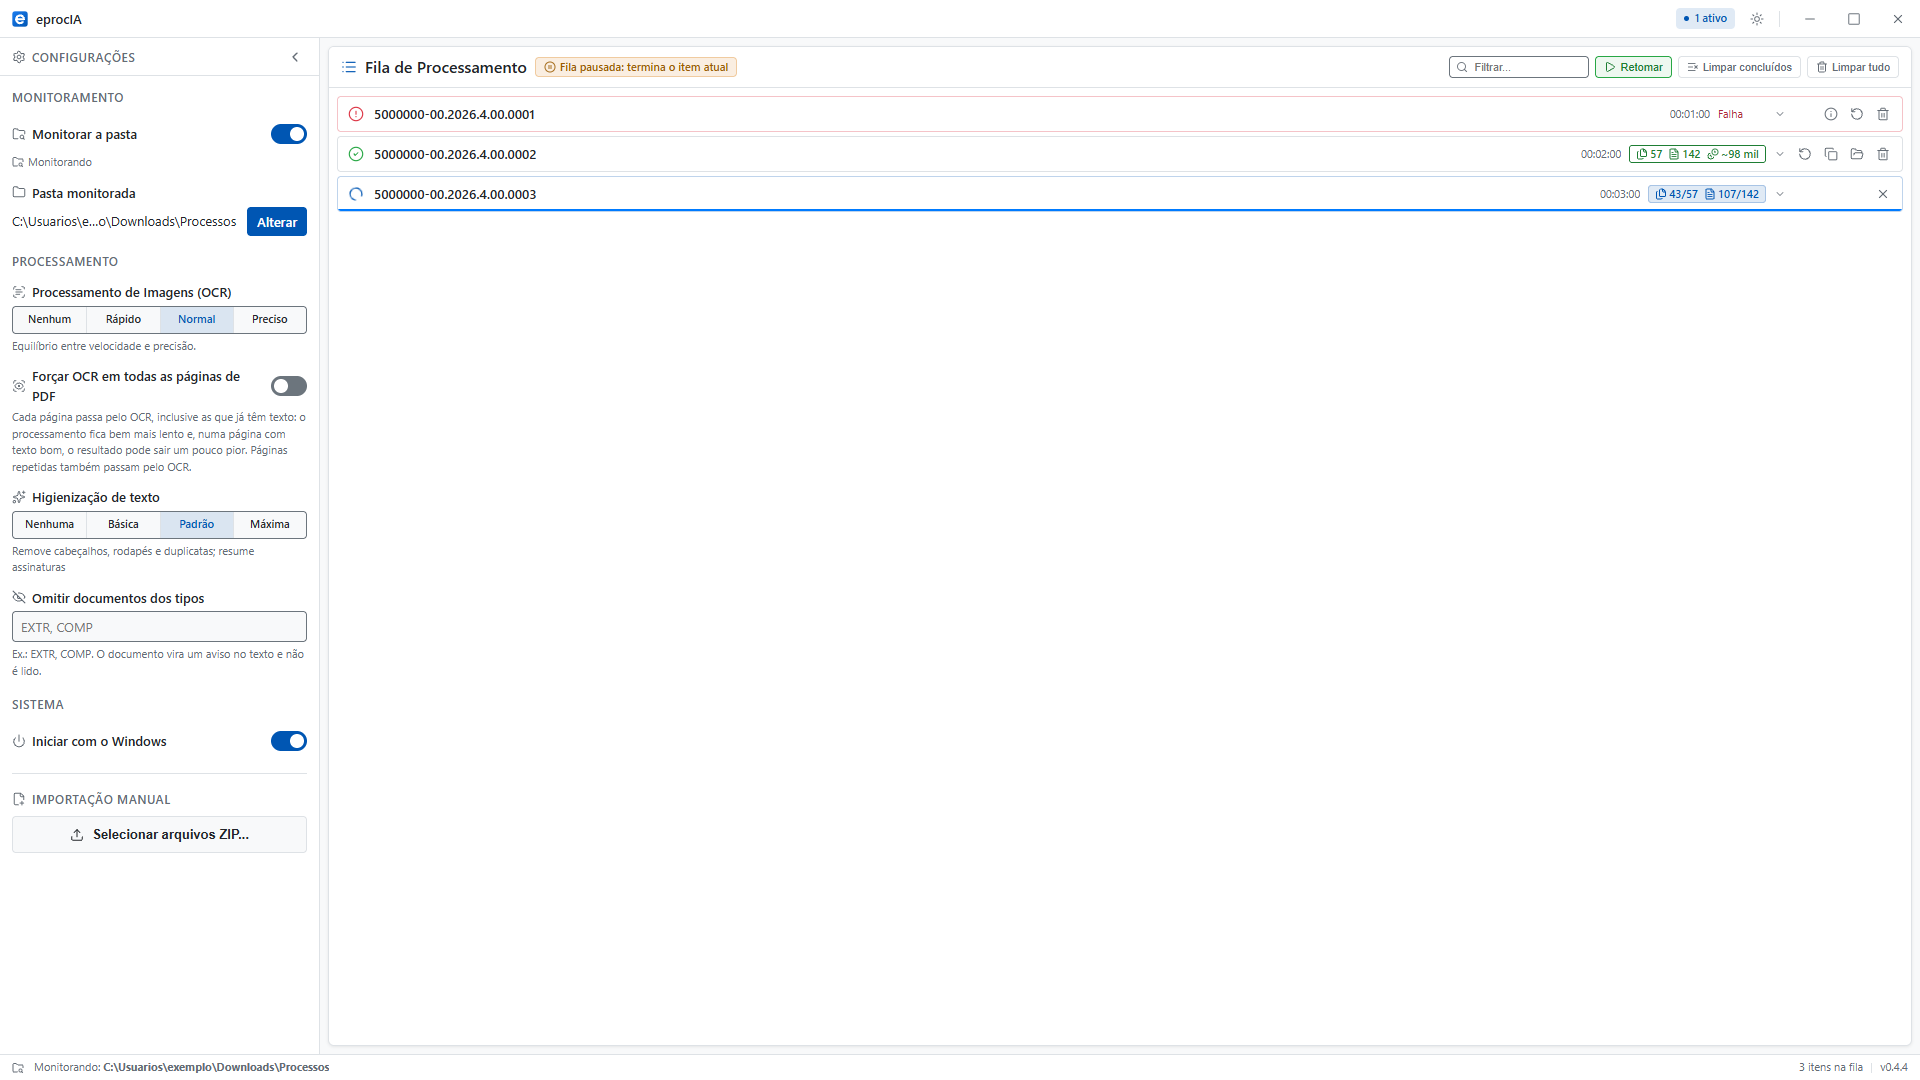 eprocIA
1 ativo
CONFIGURAÇÕES
MONITORAMENTO
Monitorar a pasta
Monitorando
Pasta monitorada
C:\Usuarios\e...o\Downloads\Processos
Alterar
PROCESSAMENTO
Processamento de Imagens (OCR)
Nenhum Rápido Normal Preciso
Equilíbrio entre velocidade e precisão.
Forçar OCR em todas as páginas de
PDF
Cada página passa pelo OCR, inclusive as que já têm texto: o
processamento fica bem mais lento e, numa página com
texto bom, o resultado pode sair um pouco pior. Páginas
repetidas também passam pelo OCR.
Higienização de texto
Nenhuma Básica Padrão Máxima
Remove cabeçalhos, rodapés e duplicatas; resume
assinaturas
Omitir documentos dos tipos
EXTR, COMP
Ex.: EXTR, COMP. O documento vira um aviso no texto e não
é lido.
SISTEMA
Iniciar com o Windows
IMPORTAÇÃO MANUAL
Selecionar arquivos ZIP...
Fila de Processamento
Fila pausada: termina o item atual
Filtrar...
Retomar
Limpar concluídos
Limpar tudo
5000000-00.2026.4.00.0001 00:01:00 Falha
5000000-00.2026.4.00.0002 00:02:00 57 142 ~98 mil
5000000-00.2026.4.00.0003 00:03:00 43/57 107/142
Monitorando: C:\Usuarios\exemplo\Downloads\Processos
3 itens na fila
v0.4.4